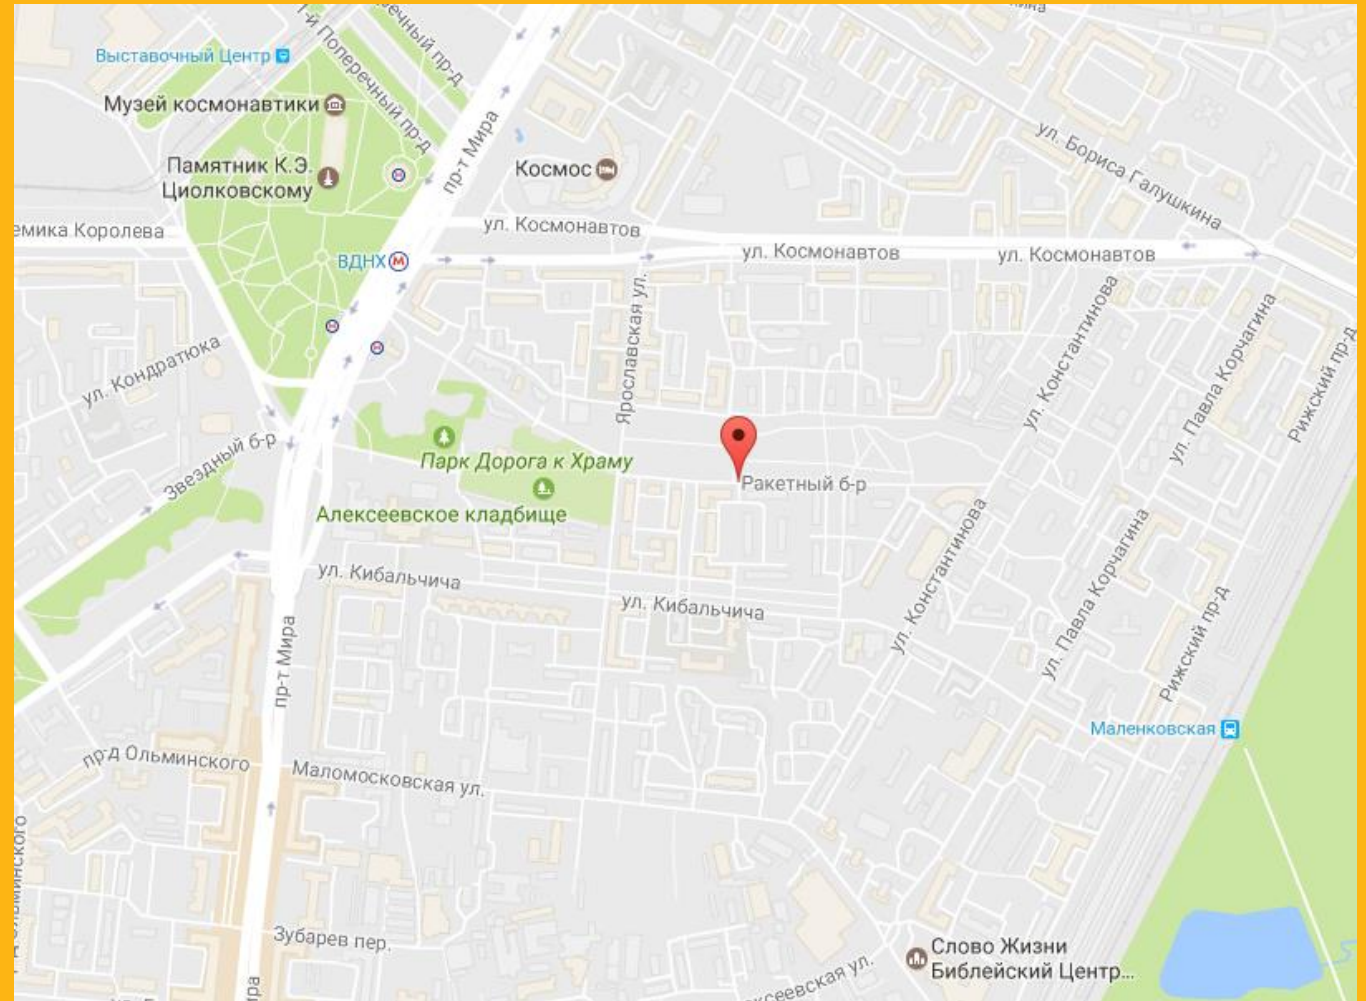 Выставочный Центр
1-й Поперечный пр-д
Музей космонавтики
пр-т Мира
Памятник К.Э.
Циолковскому
Космос
ул. Бориса Галушкина
ул. Космонавтов
ул. Космонавтов
ул. Космонавтов
ВДНХ
М
Ярославская ул.
ул. Константинова
ул. Павла Корчагина
Рижский пр-д
ул. Кондратюка
Звездный б-р
Парк Дорога к Храму
Ракетный б-р
Алексеевское кладбище
ул. Кибальчича
ул. Кибальчича
ул. Константинова
ул. Павла Корчагина
Рижский пр-д
пр-т Мира
Маленковская
пр-д Ольминского
Маломосковская ул.
Зубарев пер.
Слово Жизни
Библейский Центр...